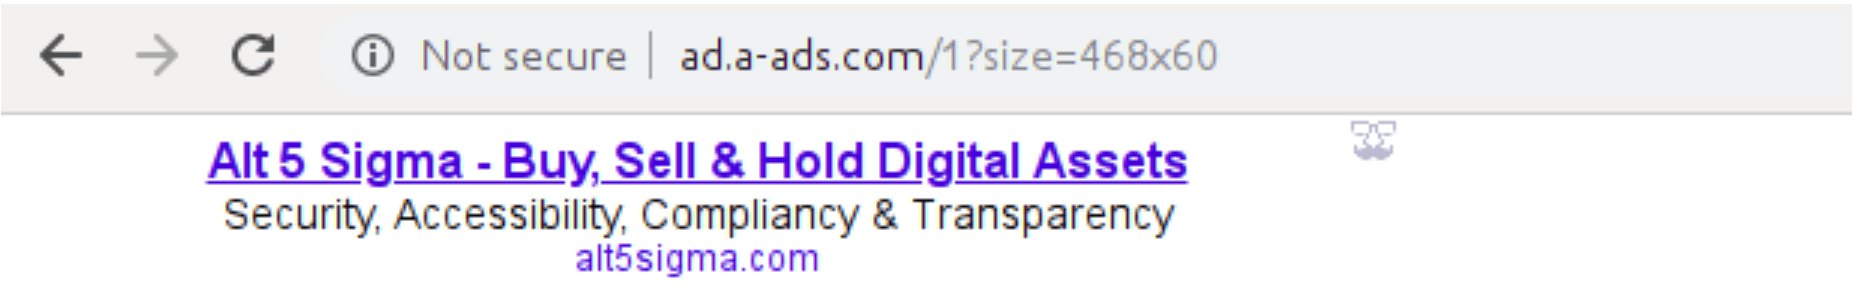 Not secure | ad.a-ads.com/1?size=468x60
Alt 5 Sigma - Buy, Sell & Hold Digital Assets
Security, Accessibility, Compliancy & Transparency
alt5sigma.com